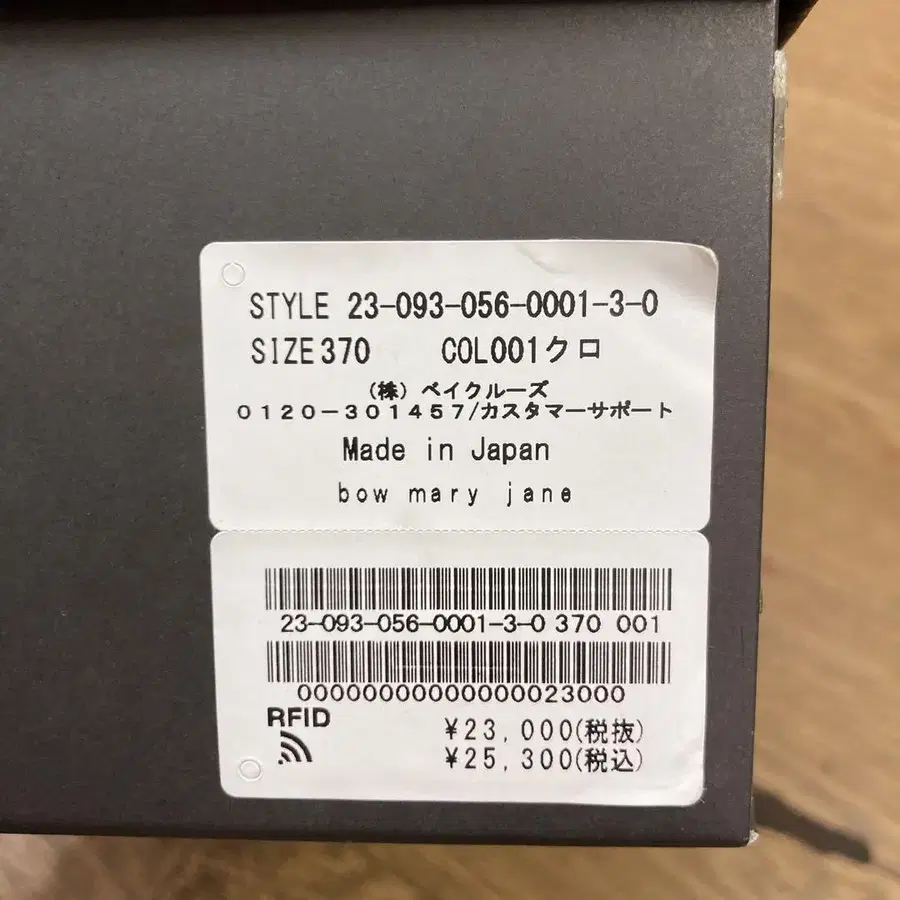 STYLE 23-093-056-0001-3-0
SIZE370 COL001クロ
(株) ベイクルーズ
0120-301457/カスタマーサポート
Made in Japan
bow mary jane
23-093-056-0001-3-0 370 001
00000000000000023000
RFID
¥23,000(税抜)
¥25,300(税込)